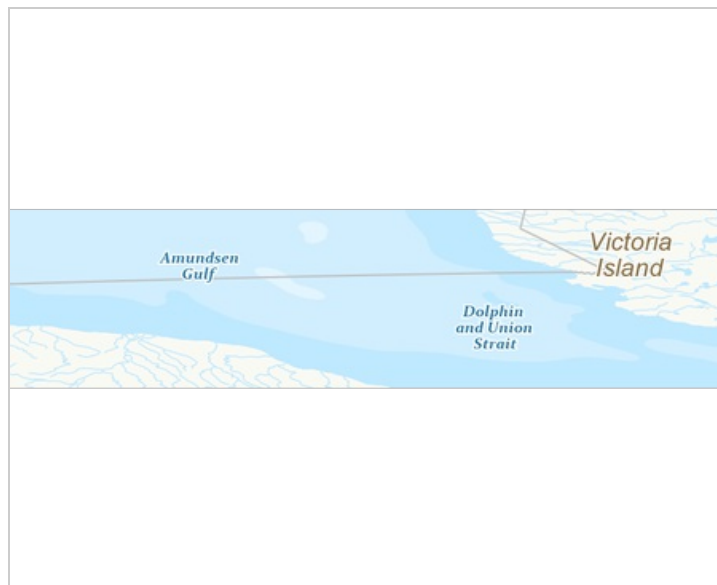 Amundsen
Gulf
Victoria
Island
Dolphin
and Union
Strait